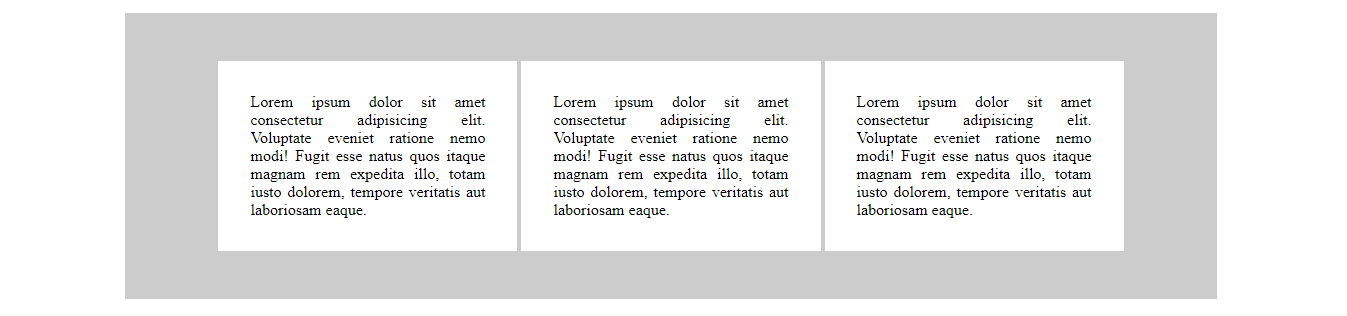 Lorem ipsum dolor sit amet
consectetur adipisicing elit.
Voluptate eveniet ratione nemo
modi! Fugit esse natus quos itaque
magnam rem expedita illo, totam
iusto dolorem, tempore veritatis aut
laboriosam eaque.
Lorem ipsum dolor sit amet
consectetur adipisicing elit.
Voluptate eveniet ratione nemo
modi! Fugit esse natus quos itaque
magnam rem expedita illo, totam
iusto dolorem, tempore veritatis aut
laboriosam eaque.
Lorem ipsum dolor sit amet
consectetur adipisicing elit.
Voluptate eveniet ratione nemo
modi! Fugit esse natus quos itaque
magnam rem expedita illo, totam
iusto dolorem, tempore veritatis aut
laboriosam eaque.